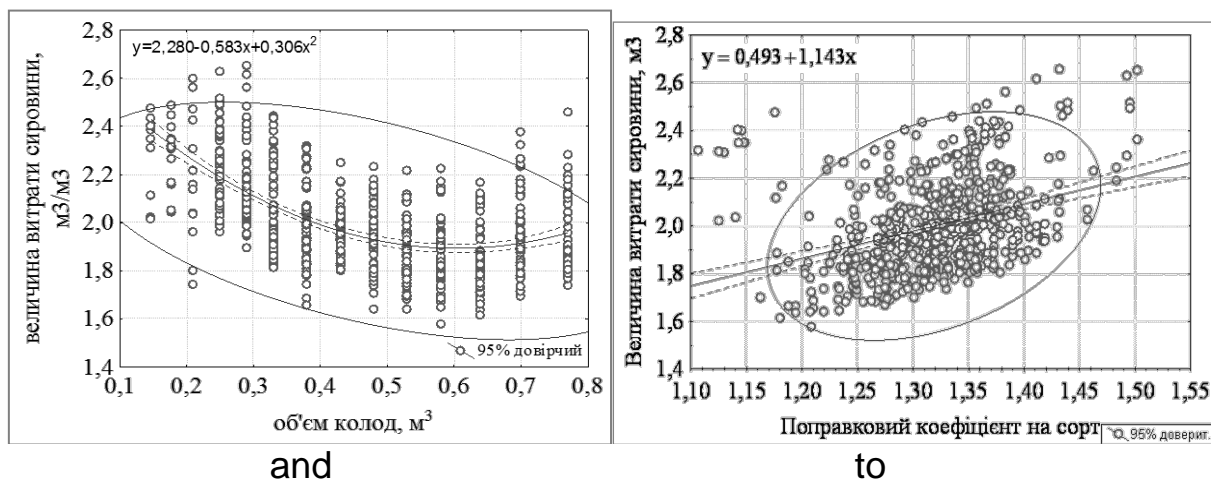 y=2,280-0,583x+0,306x²
величина витрати сировини,
м3/м3
2,8
2,6
2,4
2,2
2,0
1,8
1,6
1,4
95% довірчий
0,1 0,2 0,3 0,4 0,5 0,6 0,7 0,8
об'єм колод, м³
and
y = 0,493 + 1,143x
Величина витрати сировини, м3
2,8
2,6
2,4
2,2
2,0
1,8
1,6
1,4
1,10 1,15 1,20 1,25 1,30 1,35 1,40 1,45 1,50 1,55
Поправковий коефіцієнт на сорт
95% доверит.
to